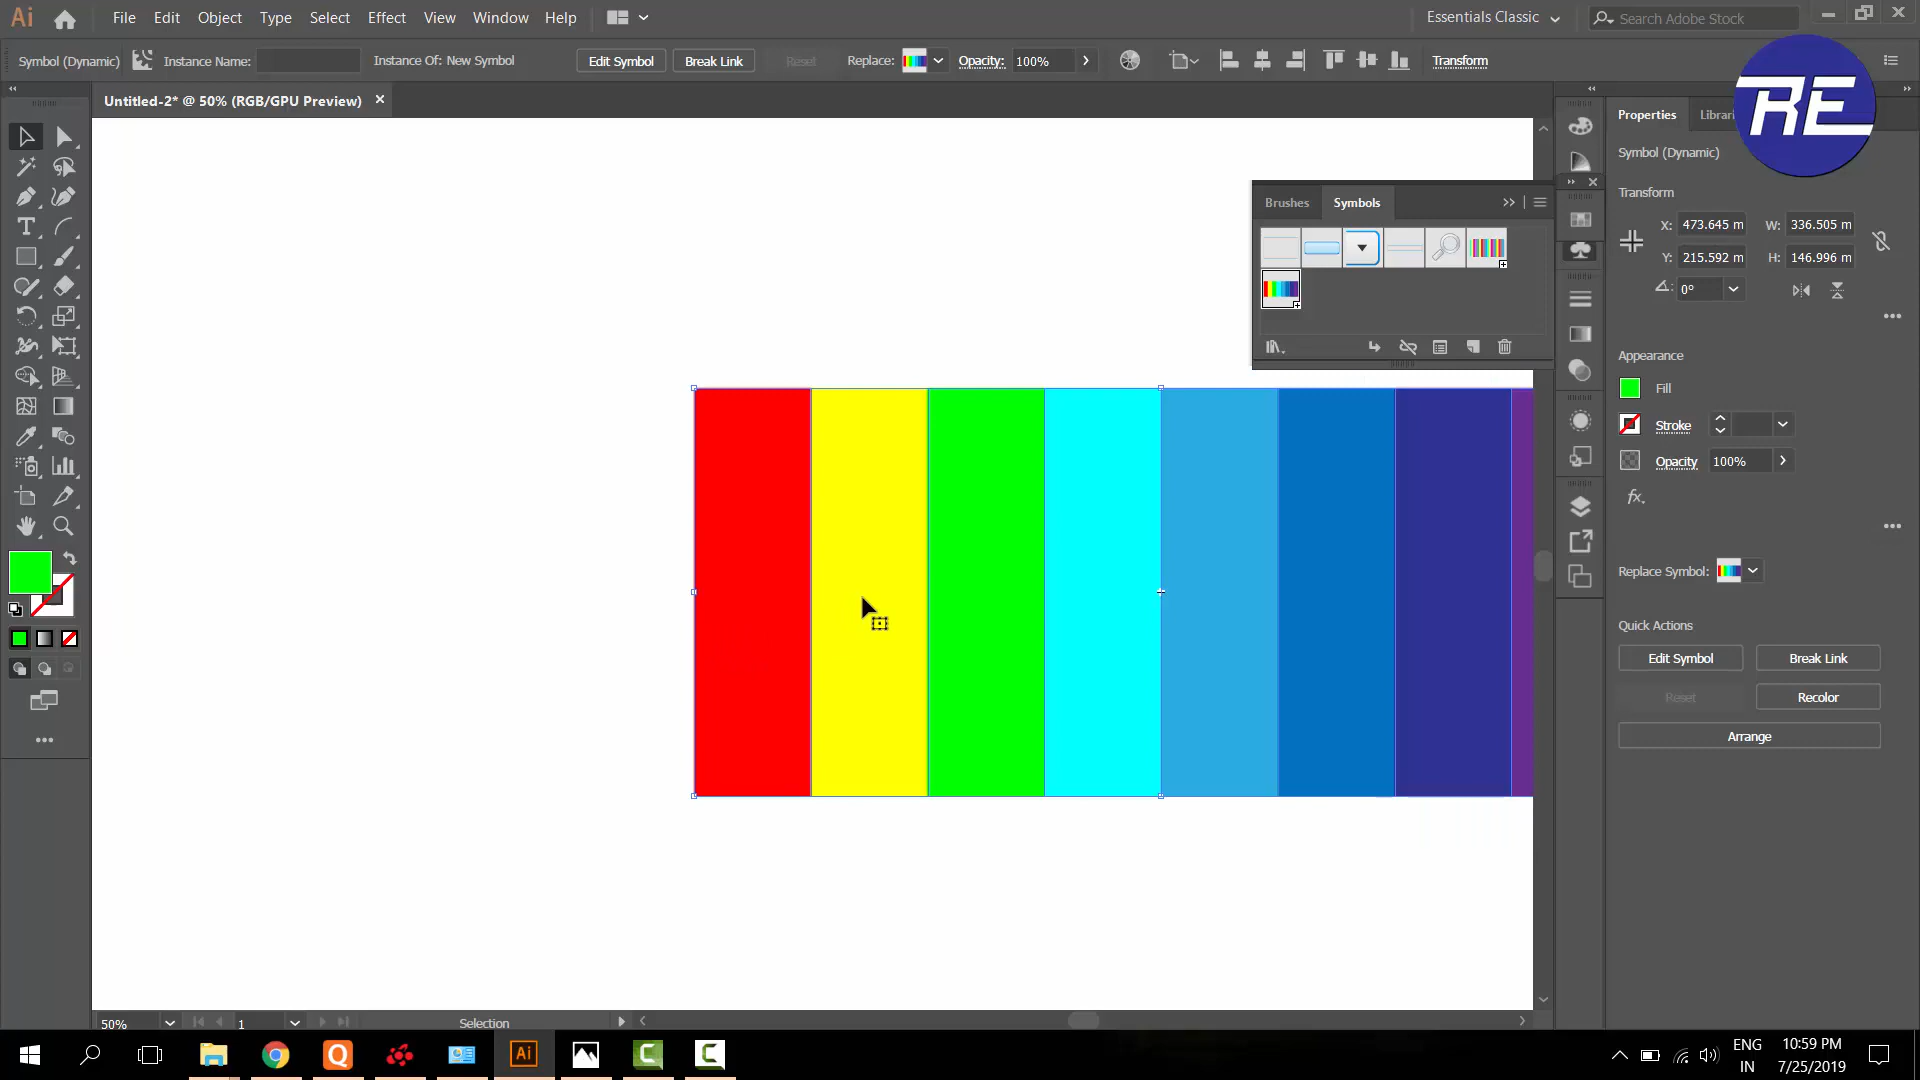 Ai File Edit Object Type Select Effect View Window Help Essentials Classic Search Adobe Stock
Symbol (Dynamic) Instance Name: Instance Of: New Symbol Edit Symbol Break Link Reset Replace: Opacity: 100% Transform
RE
Untitled-2* @ 50% (RGB/GPU Preview) ×
Properties
Symbol (Dynamic)
Transform
Brushes Symbols
X: 473.645 m W: 336.505 m
Y: 215.592 m H: 146.996 m
0°
Appearance
Fill
Stroke
Opacity 100%
fx.
Replace Symbol:
Quick Actions
Edit Symbol Break Link
Reset Recolor
Arrange
50% 1 Selection
Ai
ENG
IN
10:59 PM
7/25/2019